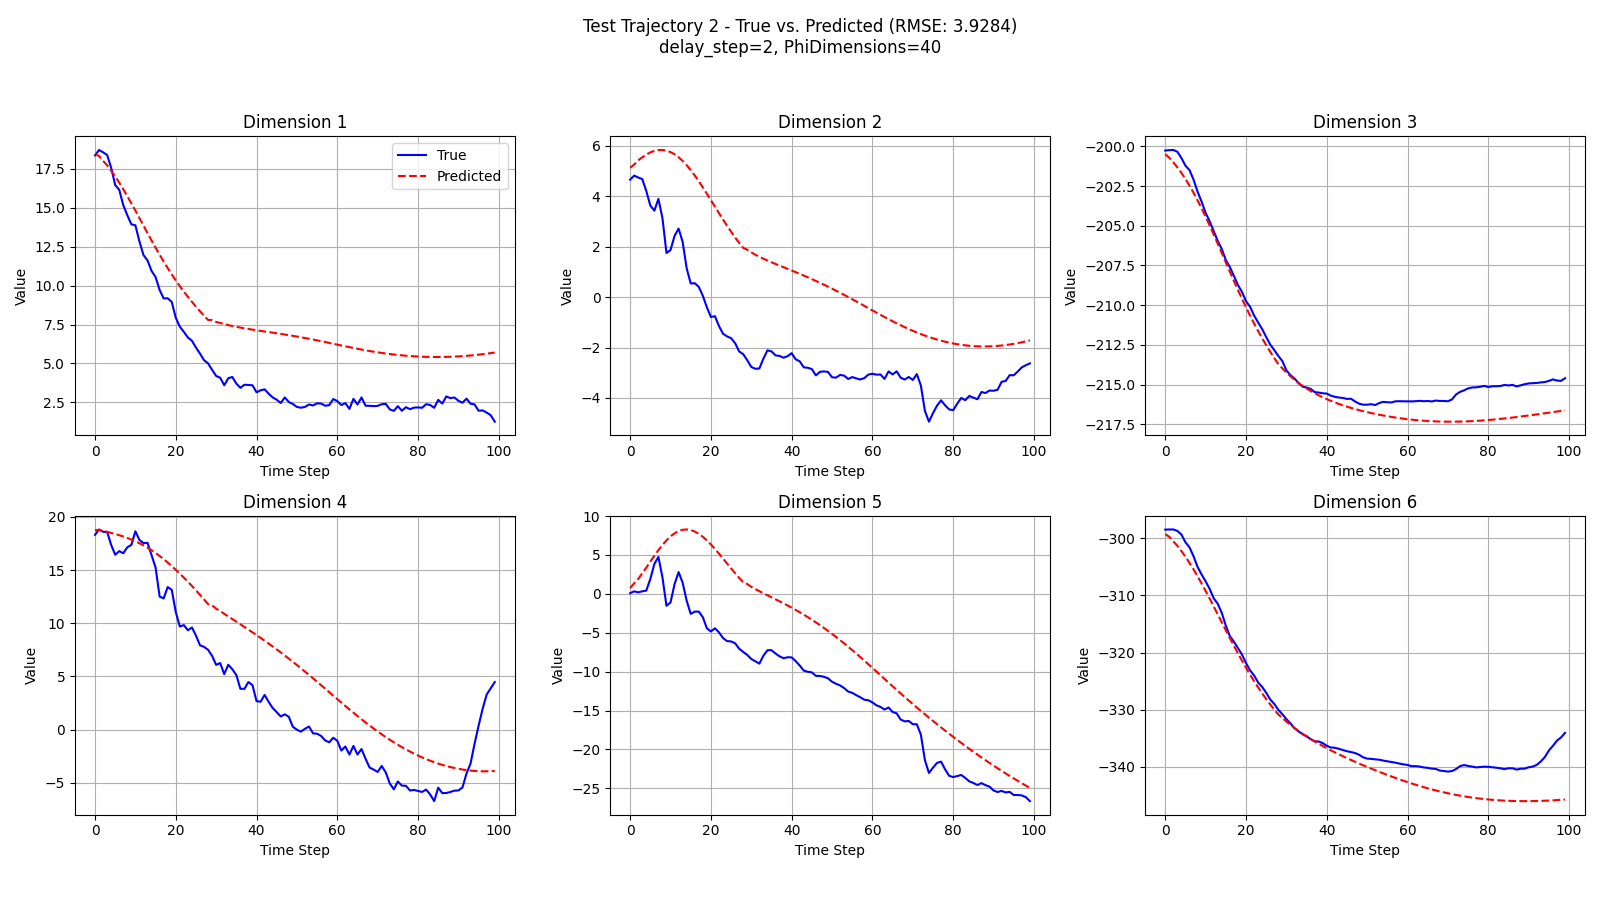 Test Trajectory 2 - True vs. Predicted (RMSE: 3.9284)
delay_step=2, PhiDimensions=40
Dimension 1
17.5
15.0
12.5
10.0
7.5
5.0
2.5
Value
0 20 40 60 80 100
Time Step
True
Predicted
Dimension 2
6
4
2
0
−2
−4
Value
0 20 40 60 80 100
Time Step
Dimension 3
−200.0
−202.5
−205.0
−207.5
−210.0
−212.5
−215.0
−217.5
Value
0 20 40 60 80 100
Time Step
Dimension 4
20
15
10
5
0
−5
Value
0 20 40 60 80 100
Time Step
Dimension 5
10
5
0
−5
−10
−15
−20
−25
Value
0 20 40 60 80 100
Time Step
Dimension 6
−300
−310
−320
−330
−340
Value
0 20 40 60 80 100
Time Step